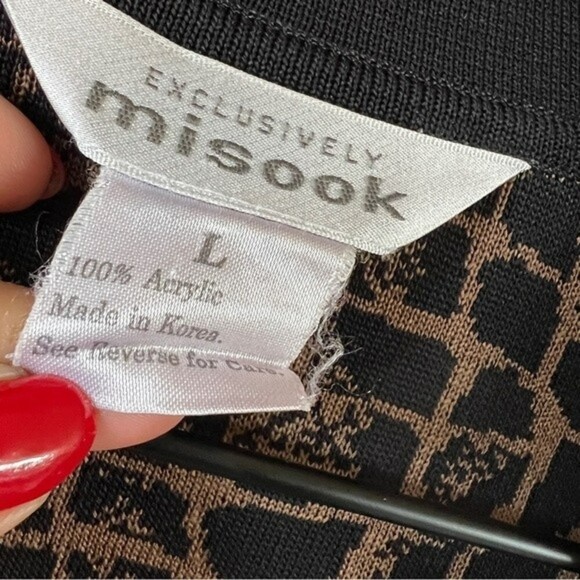 EXCLUSIVELY
misook
L
100% Acrylic
Made in Korea.
See Reverse for Care.